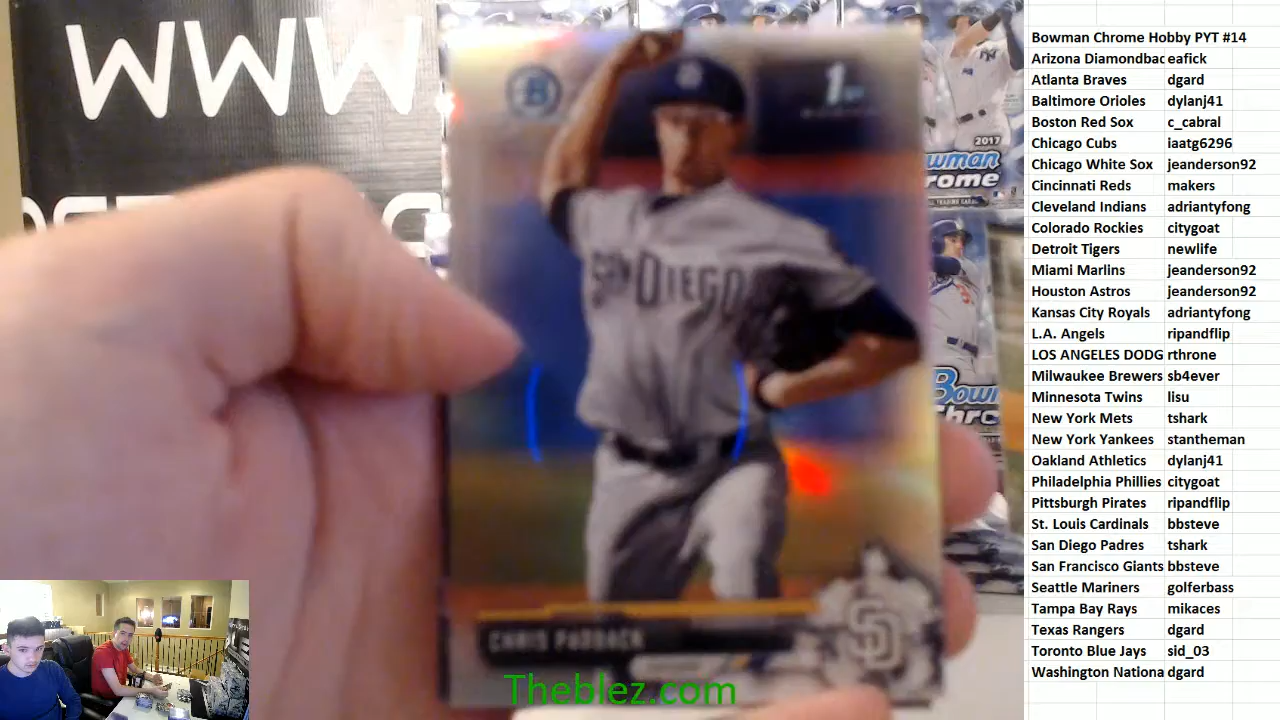 WWW.
B
1st
SAN DIEGO
CHRIS PADDACK
SD
Theblez.com
2017
Bowman Chrome Hobby PYT #14
Arizona Diamondbac eafick
Atlanta Braves dgard
Baltimore Orioles dylanj41
Boston Red Sox c_cabral
Chicago Cubs iaatg6296
Chicago White Sox jeanderson92
Cincinnati Reds makers
Cleveland Indians adriantyfong
Colorado Rockies citygoat
Detroit Tigers newlife
Miami Marlins jeanderson92
Houston Astros jeanderson92
Kansas City Royals adriantyfong
L.A. Angels ripandflip
LOS ANGELES DODG rthrone
Milwaukee Brewers sb4ever
Minnesota Twins lisu
New York Mets tshark
New York Yankees stantheman
Oakland Athletics dylanj41
Philadelphia Phillies citygoat
Pittsburgh Pirates ripandflip
St. Louis Cardinals bbsteve
San Diego Padres tshark
San Francisco Giants bbsteve
Seattle Mariners golferbass
Tampa Bay Rays mikaces
Texas Rangers dgard
Toronto Blue Jays sid_03
Washington Nationa dgard